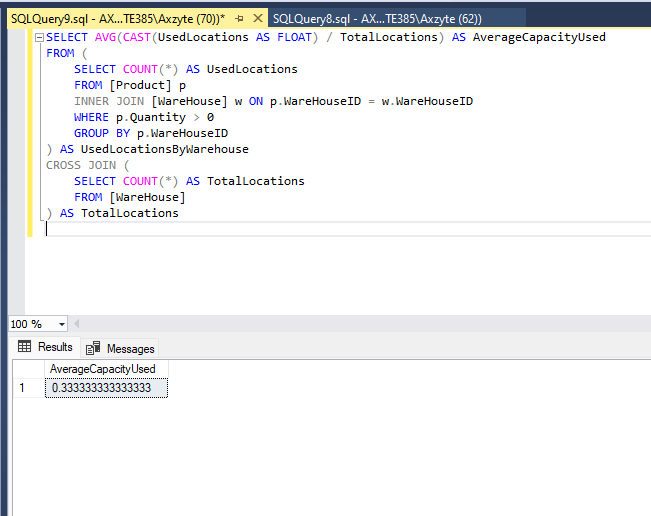 SQLQuery9.sql - AX...TE385\Axzyte (70))* SQLQuery8.sql - AX...TE385\Axzyte (62))
SELECT AVG(CAST(UsedLocations AS FLOAT) / TotalLocations) AS AverageCapacityUsed
FROM (
SELECT COUNT(*) AS UsedLocations
FROM [Product] p
INNER JOIN [WareHouse] w ON p.WareHouseID = w.WareHouseID
WHERE p.Quantity > 0
GROUP BY p.WareHouseID
) AS UsedLocationsByWarehouse
CROSS JOIN (
SELECT COUNT(*) AS TotalLocations
FROM [WareHouse]
) AS TotalLocations
100 %
Results Messages
AverageCapacityUsed
1 0.333333333333333